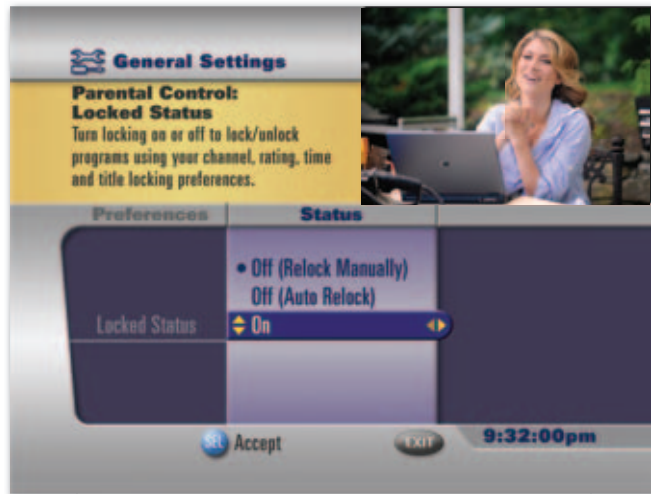 General Settings
Parental Control:
Locked Status
Turn locking on or off to lock/unlock
programs using your channel, rating, time
and title locking preferences.
Preferences Status
• Off (Relock Manually)
Off (Auto Relock)
Locked Status On
SEL Accept EXIT 9:32:00pm